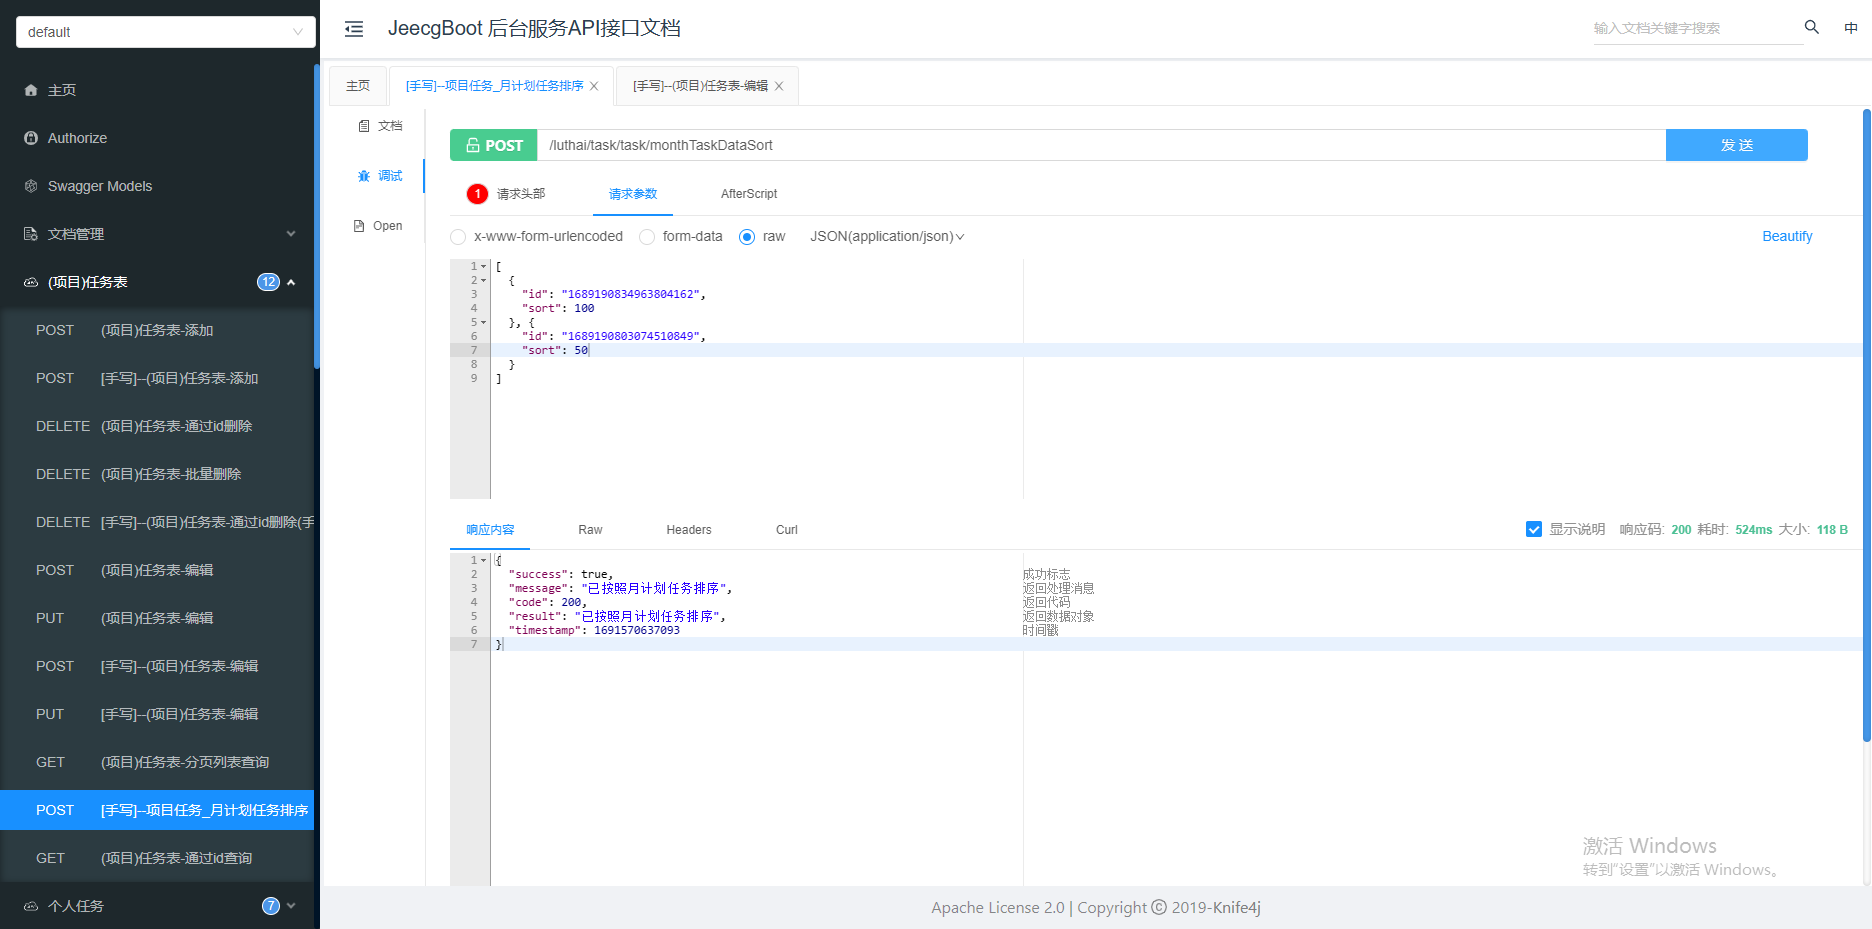 default
主页
Authorize
Swagger Models
文档管理
(项目)任务表 12
POST (项目)任务表-添加
POST [手写]--(项目)任务表-添加
DELETE (项目)任务表-通过id删除
DELETE (项目)任务表-批量删除
DELETE [手写]--(项目)任务表-通过id删除(手
POST (项目)任务表-编辑
PUT (项目)任务表-编辑
POST [手写]--(项目)任务表-编辑
PUT [手写]--(项目)任务表-编辑
GET (项目)任务表-分页列表查询
POST [手写]--项目任务_月计划任务排序
GET (项目)任务表-通过id查询
个人任务 7
JeecgBoot 后台服务API接口文档
输入文档关键字搜索 中
主页 [手写]--项目任务_月计划任务排序 [手写]--(项目)任务表-编辑
文档
调试
Open
POST /luthai/task/task/monthTaskDataSort 发 送
1 请求头部 请求参数 AfterScript
x-www-form-urlencoded form-data raw JSON(application/json) Beautify
1 [
2 {
3 "id": "1689190834963804162",
4 "sort": 100
5 }, {
6 "id": "1689190803074510849",
7 "sort": 50
8 }
9 ]
响应内容 Raw Headers Curl 显示说明 响应码: 200 耗时: 524ms 大小: 118 B
1 {
2 "success": true, 成功标志
3 "message": "已按照月计划任务排序", 返回处理消息
4 "code": 200, 返回代码
5 "result": "已按照月计划任务排序", 返回数据对象
6 "timestamp": 1691570637093 时间戳
7 }
激活 Windows
转到"设置"以激活 Windows。
Apache License 2.0 | Copyright © 2019-Knife4j